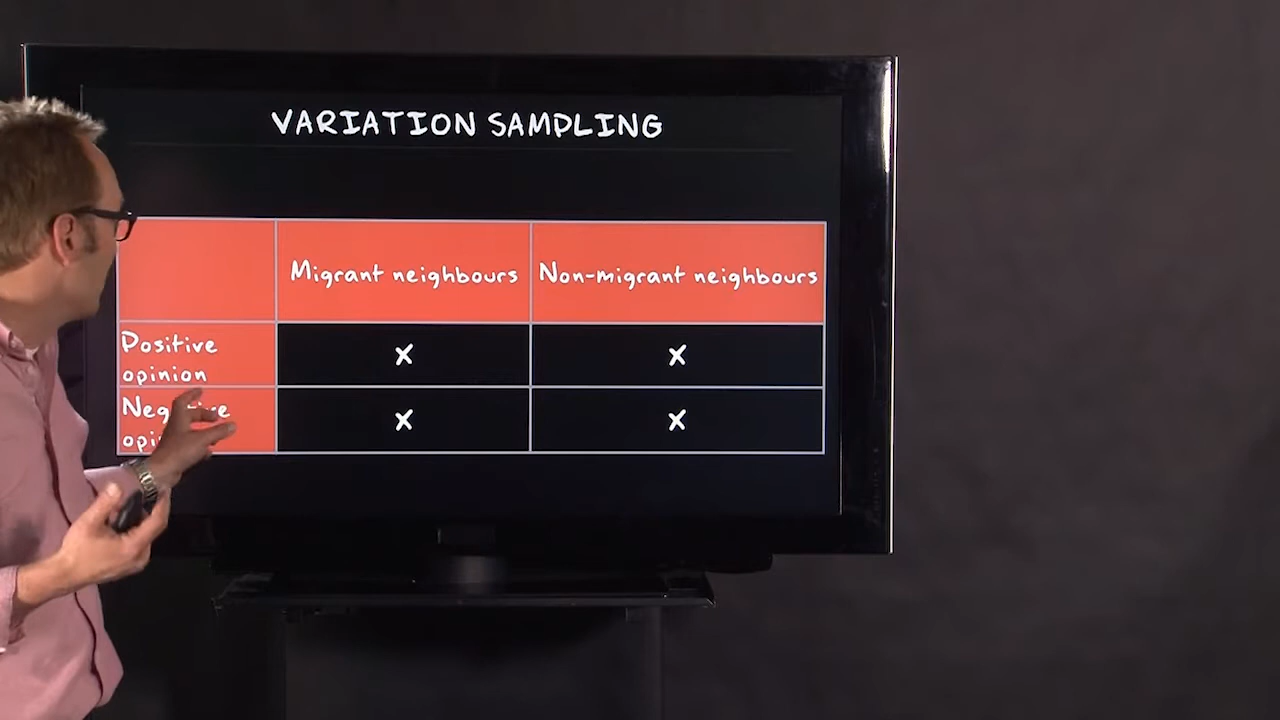 VARIATION SAMPLING
Migrant neighbours
Non-migrant neighbours
Positive
opinion
X
X
X
X